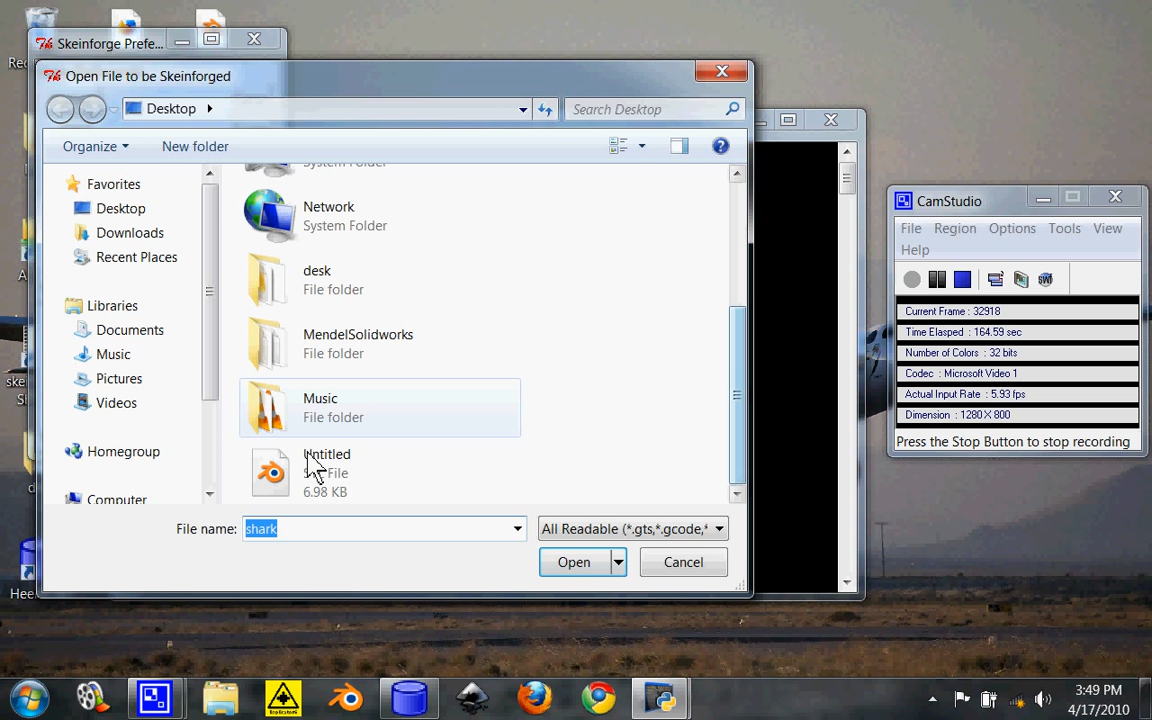 Skeinforge Prefe...
Open File to be Skeinforged
Desktop
Search Desktop
Organize
New folder
Favorites
Desktop
Downloads
Recent Places
Libraries
Documents
Music
Pictures
Videos
Homegroup
Computer
System Folder
Network
System Folder
desk
File folder
MendelSolidworks
File folder
Music
File folder
Untitled
File
6.98 KB
File name:
shark
All Readable (*.gts,*.gcode,*
Open
Cancel
CamStudio
File
Region
Options
Tools
View
Help
Current Frame : 32918
Time Elasped : 164.59 sec
Number of Colors : 32 bits
Codec : Microsoft Video 1
Actual Input Rate : 5.93 fps
Dimension : 1280 X 800
Press the Stop Button to stop recording
3:49 PM
4/17/2010